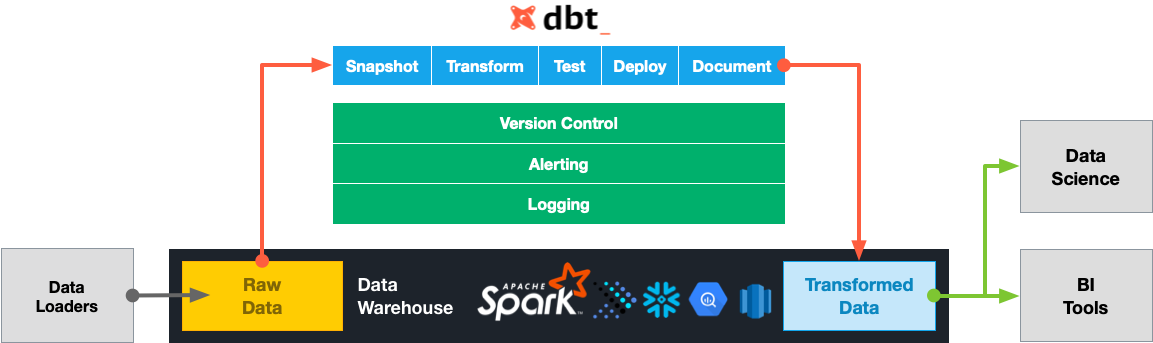 dbt_
Snapshot Transform Test Deploy Document
Version Control
Alerting
Logging
Data
Loaders
Raw
Data
Data
Warehouse
APACHE
Spark™
Transformed
Data
Data
Science
BI
Tools